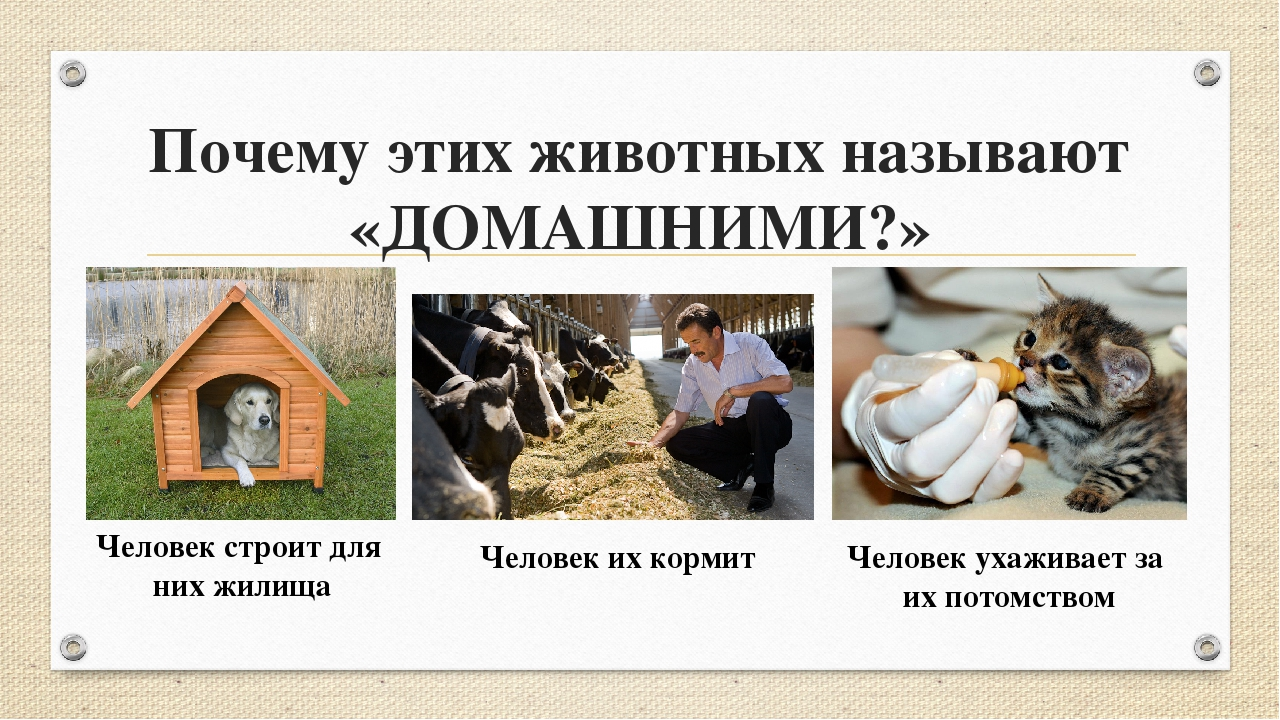 Почему этих животных называют
«ДОМАШНИМИ?»
Человек строит для
них жилища
Человек их кормит
Человек ухаживает за
их потомством